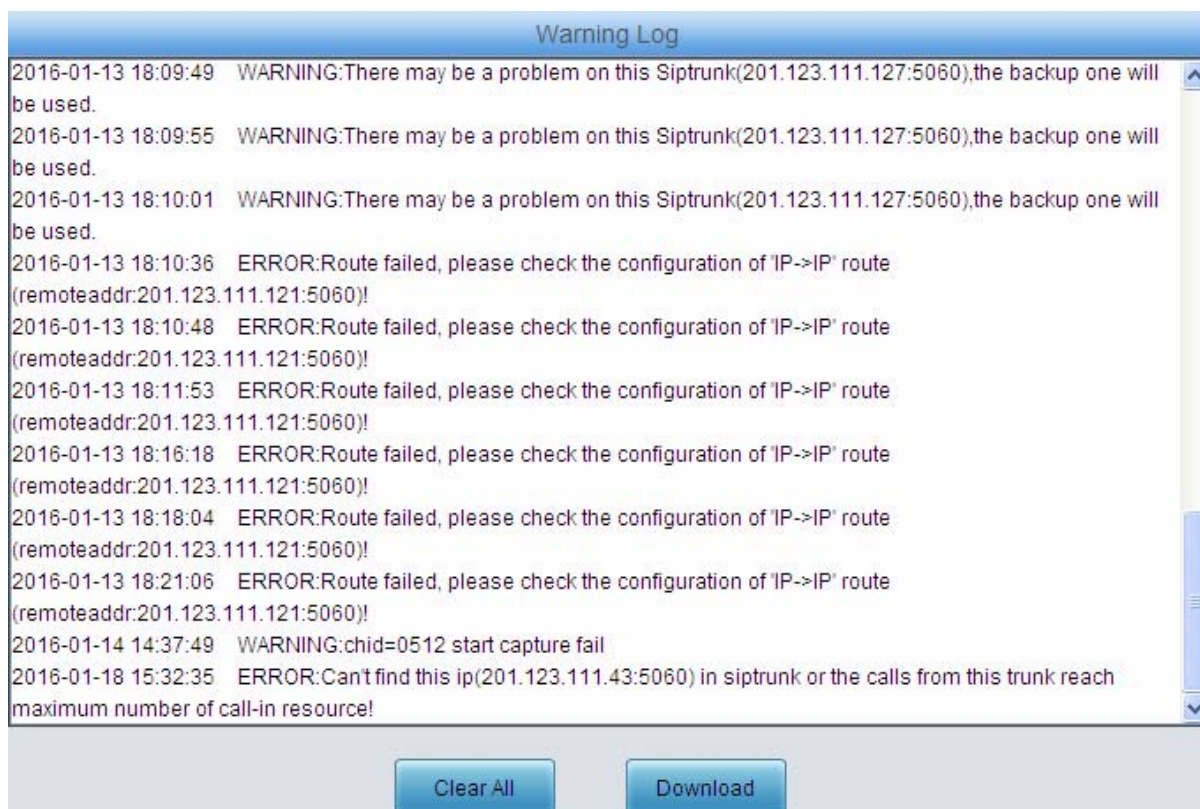 Warning Log
2016-01-13 18:09:49 WARNING:There may be a problem on this Siptrunk(201.123.111.127:5060),the backup one will
be used.
2016-01-13 18:09:55 WARNING:There may be a problem on this Siptrunk(201.123.111.127:5060),the backup one will
be used.
2016-01-13 18:10:01 WARNING:There may be a problem on this Siptrunk(201.123.111.127:5060),the backup one will
be used.
2016-01-13 18:10:36 ERROR:Route failed, please check the configuration of 'IP->IP' route
(remoteaddr:201.123.111.121:5060)!
2016-01-13 18:10:48 ERROR:Route failed, please check the configuration of 'IP->IP' route
(remoteaddr:201.123.111.121:5060)!
2016-01-13 18:11:53 ERROR:Route failed, please check the configuration of 'IP->IP' route
(remoteaddr:201.123.111.121:5060)!
2016-01-13 18:16:18 ERROR:Route failed, please check the configuration of 'IP->IP' route
(remoteaddr:201.123.111.121:5060)!
2016-01-13 18:18:04 ERROR:Route failed, please check the configuration of 'IP->IP' route
(remoteaddr:201.123.111.121:5060)!
2016-01-13 18:21:06 ERROR:Route failed, please check the configuration of 'IP->IP' route
(remoteaddr:201.123.111.121:5060)!
2016-01-14 14:37:49 WARNING:chid=0512 start capture fail
2016-01-18 15:32:35 ERROR:Can't find this ip(201.123.111.43:5060) in siptrunk or the calls from this trunk reach
maximum number of call-in resource!
Clear All
Download